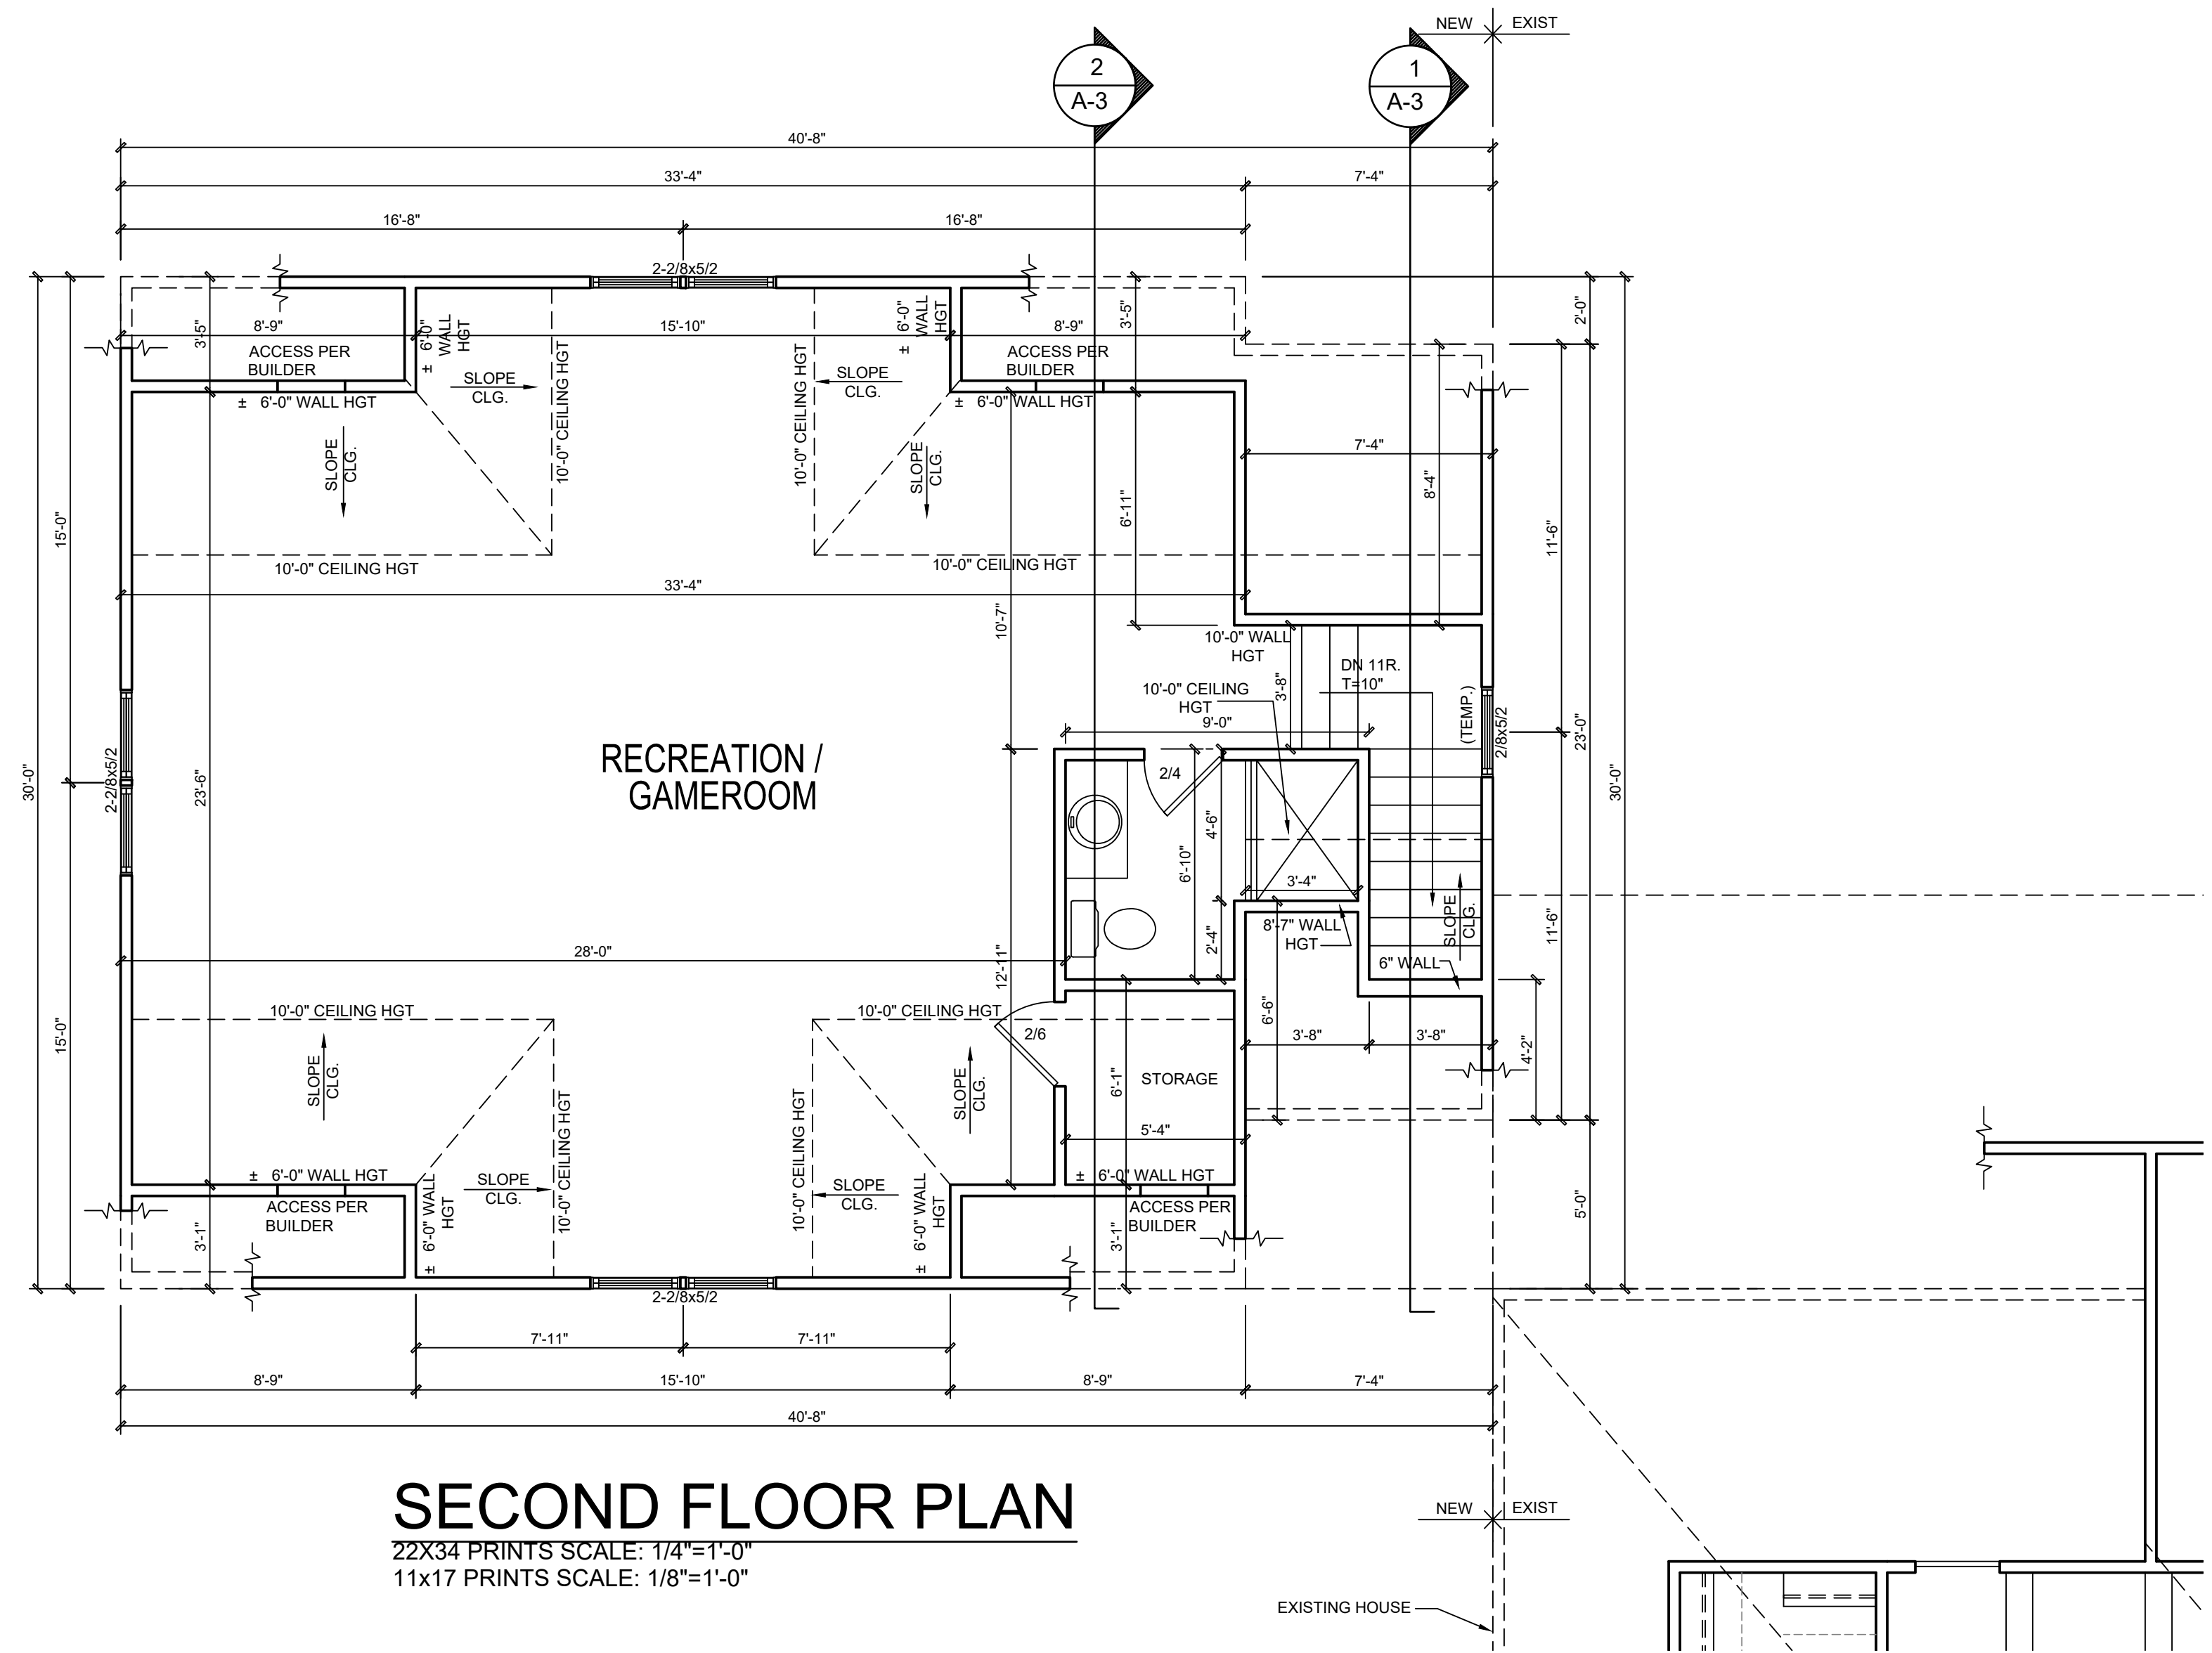 NEW EXIST
2
A-3
1
A-3
40'-8"
33'-4" 7'-4"
16'-8" 16'-8"
2-2/8x5/2
8'-9" 15'-10" 8'-9"
3'-5"
3'-5"
2'-0"
ACCESS PER
BUILDER
± 6'-0"
WALL
HGT
± 6'-0"
WALL
HGT
ACCESS PER
BUILDER
SLOPE
CLG.
SLOPE
CLG.
10'-0" CEILING HGT
10'-0" CEILING HGT
± 6'-0" WALL HGT
± 6'-0" WALL HGT
SLOPE
CLG.
SLOPE
CLG.
7'-4"
8'-4"
6'-11"
11'-6"
15'-0"
10'-0" CEILING HGT
10'-0" CEILING HGT
33'-4"
10'-7"
10'-0" WALL
HGT
DN 11R.
T=10"
3'-8"
10'-0" CEILING
HGT
9'-0"
(TEMP.)
2/8x5/2
23'-0"
30'-0"
30'-0"
2-2/8x5/2
23'-6"
RECREATION /
GAMEROOM
2/4
4'-6"
6'-10"
3'-4"
2'-4"
8'-7" WALL
HGT
SLOPE
CLG.
11'-6"
6" WALL
28'-0"
12'-11"
10'-0" CEILING HGT
10'-0" CEILING HGT
2/6
6'-6"
3'-8" 3'-8"
4'-2"
15'-0"
SLOPE
CLG.
SLOPE
CLG.
6'-1"
STORAGE
5'-4"
10'-0" CEILING HGT
10'-0" CEILING HGT
± 6'-0" WALL HGT
SLOPE
CLG.
SLOPE
CLG.
± 6'-0" WALL HGT
ACCESS PER
BUILDER
± 6'-0" WALL
HGT
± 6'-0" WALL
HGT
ACCESS PER
BUILDER
3'-1"
3'-1"
5'-0"
2-2/8x5/2
7'-11" 7'-11"
8'-9" 15'-10" 8'-9" 7'-4"
40'-8"
SECOND FLOOR PLAN
22X34 PRINTS SCALE: 1/4"=1'-0"
11x17 PRINTS SCALE: 1/8"=1'-0"
NEW EXIST
EXISTING HOUSE